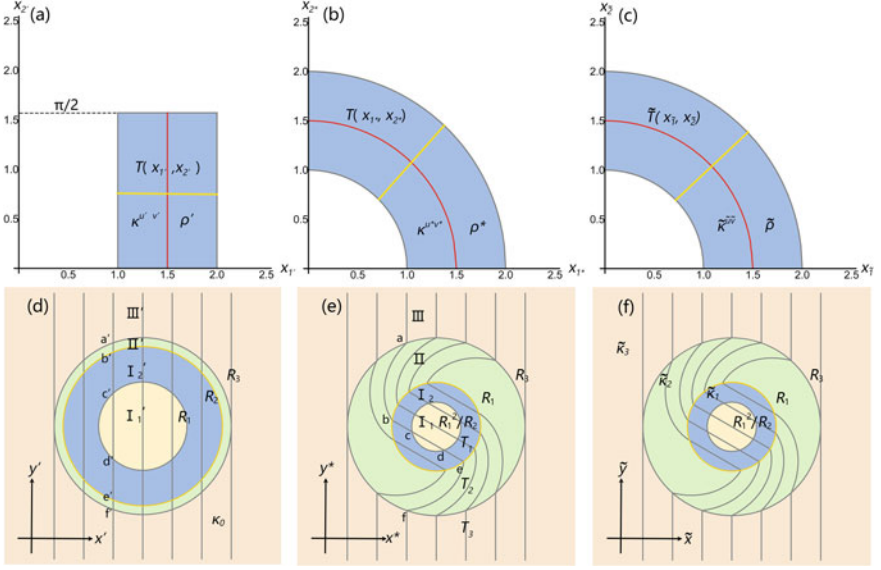 x₂′ (a)
2.5
2.0
π/2
1.5
T( x₁′ ,x₂′ )
1.0
κ^μ′ ν′ ρ′
0.5
0.5 1.0 1.5 2.0 2.5 x₁′
x₂* (b)
2.5
2.0
T( x₁*, x₂*)
1.5
1.0
κ^μ*ν* ρ*
0.5
0.5 1.0 1.5 2.0 2.5 x₁*
x₂̃ (c)
2.5
2.0
T̃( x₁̃, x₂̃)
1.5
1.0
κ̃^μ̃ν̃ ρ̃
0.5
0.5 1.0 1.5 2.0 2.5 x₁̃
(d)
Ⅲ′
a′ Ⅱ′
b′ R₃
Ⅰ₂′
c′ R₂
Ⅰ₁′ R₁
d′
y′ e′
f′ κ₀
x′
(e)
Ⅲ
a
Ⅱ R₃
Ⅰ₂ R₁
b Ⅰ₁ R₁²/R₂
c T₁
d
y* e T₂
f T₃
x*
(f)
κ̃₃
κ̃₂ R₃
κ̃₁ R₁
R₁²/R₂
ỹ
x̃